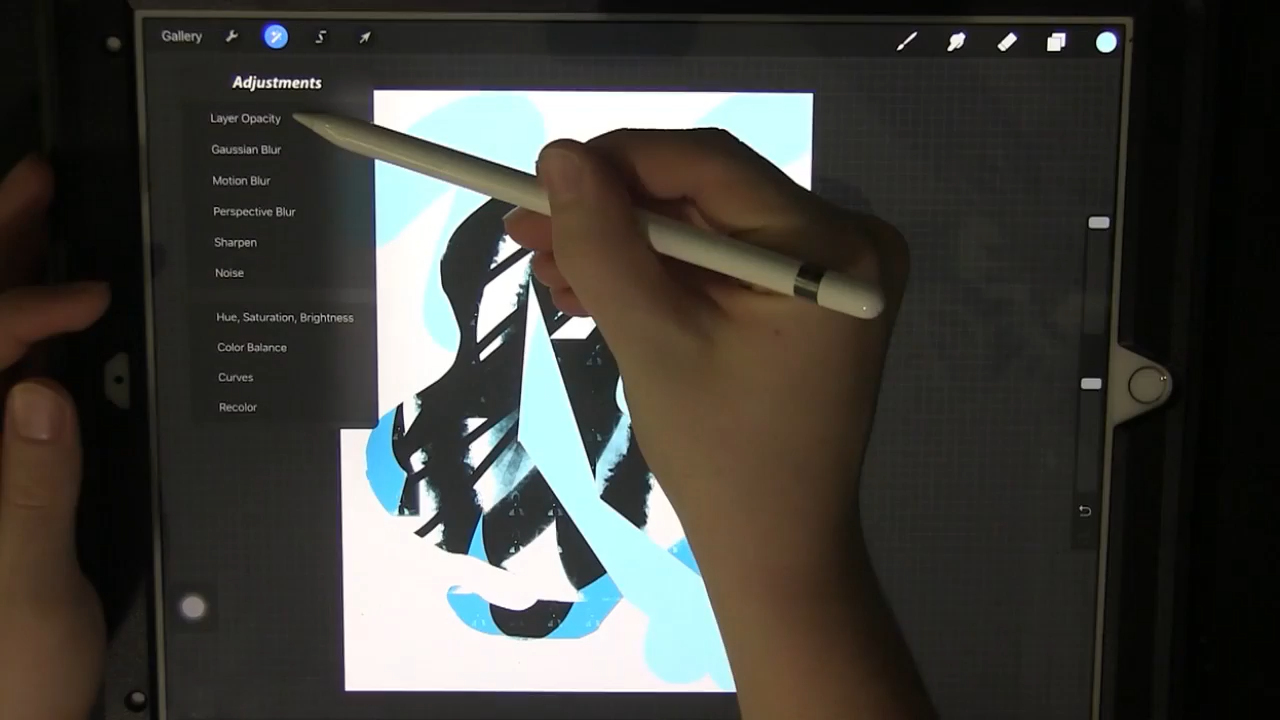 Gallery
Adjustments
Layer Opacity
Gaussian Blur
Motion Blur
Perspective Blur
Sharpen
Noise
Hue, Saturation, Brightness
Color Balance
Curves
Recolor